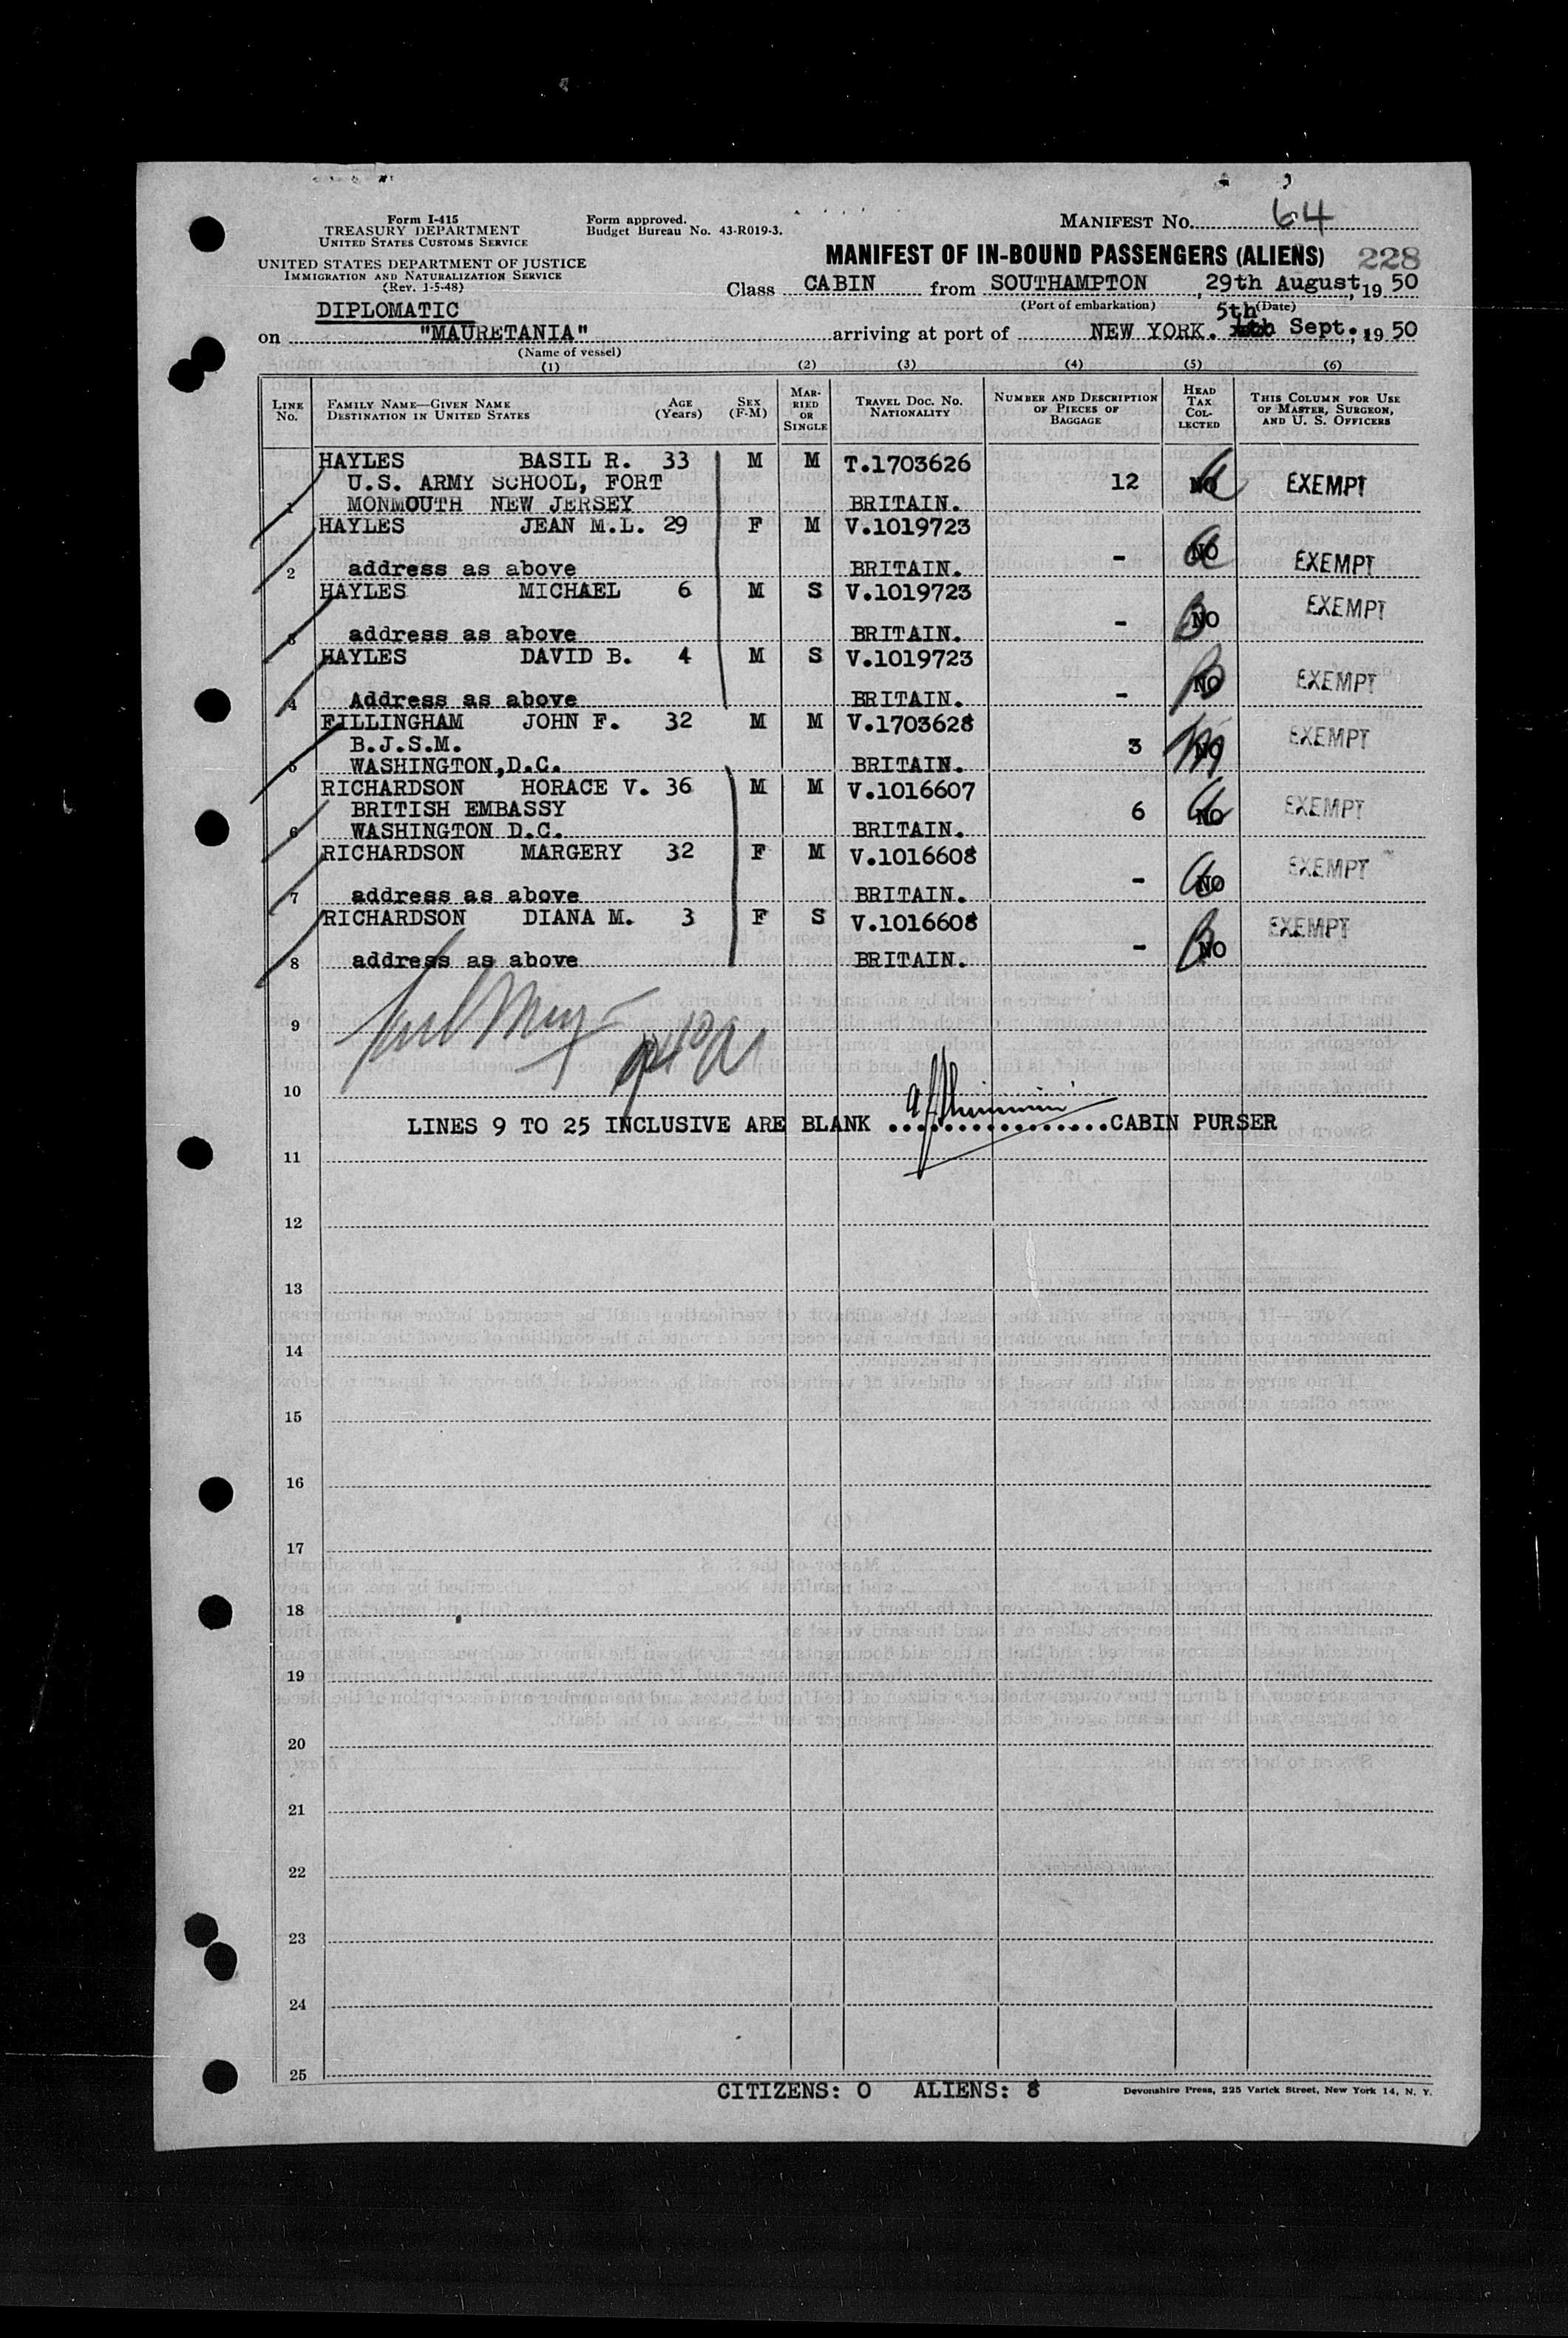 Form I-415
TREASURY DEPARTMENT
UNITED STATES CUSTOMS SERVICE
UNITED STATES DEPARTMENT OF JUSTICE
IMMIGRATION AND NATURALIZATION SERVICE
(Rev. 1-5-48)
Form approved.
Budget Bureau No. 43-R019-3.
MANIFEST No. 64
MANIFEST OF IN-BOUND PASSENGERS (ALIENS) 228
Class CABIN from SOUTHAMPTON, 29th August, 19 50
(Port of embarkation) (Date)
DIPLOMATIC
5th
on "MAURETANIA" arriving at port of NEW YORK. Sept., 19 50
(Name of vessel)
(1) (2) (3) (4) (5) (6)
LINE No. FAMILY NAME—GIVEN NAME DESTINATION IN UNITED STATES AGE (Years) SEX (F-M) MARRIED OR SINGLE TRAVEL DOC. NO. NATIONALITY NUMBER AND DESCRIPTION OF PIECES OF BAGGAGE HEAD TAX COLLECTED THIS COLUMN FOR USE OF MASTER, SURGEON, AND U. S. OFFICERS
HAYLES BASIL R. 33 M M T.1703626
U.S. ARMY SCHOOL, FORT 12 NO EXEMPT
1 MONMOUTH NEW JERSEY BRITAIN.
HAYLES JEAN M.L. 29 F M V.1019723
- NO EXEMPT
2 address as above BRITAIN.
HAYLES MICHAEL 6 M S V.1019723
- NO EXEMPT
3 address as above BRITAIN.
HAYLES DAVID B. 4 M S V.1019723
- NO EXEMPT
4 Address as above BRITAIN.
FILLINGHAM JOHN F. 32 M M V.1703628
B.J.S.M. 3 NO EXEMPT
5 WASHINGTON,D.C. BRITAIN.
RICHARDSON HORACE V. 36 M M V.1016607
BRITISH EMBASSY 6 NO EXEMPT
6 WASHINGTON D.C. BRITAIN.
RICHARDSON MARGERY 32 F M V.1016608
- NO EXEMPT
7 address as above BRITAIN.
RICHARDSON DIANA M. 3 F S V.1016608
- NO EXEMPT
8 address as above BRITAIN.
9
10
LINES 9 TO 25 INCLUSIVE ARE BLANK ..................CABIN PURSER
11
12
13
14
15
16
17
18
19
20
21
22
23
24
25
CITIZENS: 0 ALIENS: 8
Devonshire Press, 225 Varick Street, New York 14, N. Y.